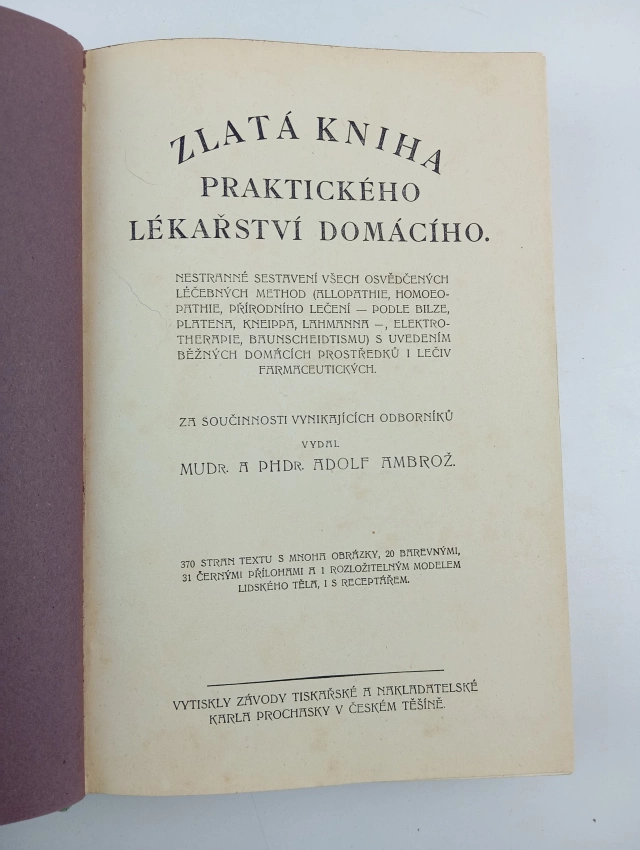 ZLATÁ KNIHA
PRAKTICKÉHO
LÉKAŘSTVÍ DOMÁCÍHO.
NESTRANNÉ SESTAVENÍ VŠECH OSVĚDČENÝCH
LÉČEBNÝCH METHOD (ALLOPATHIE, HOMOEO-
PATHIE, PŘÍRODNÍHO LEČENÍ — PODLE BILZE,
PLATENA, KNEIPPA, LAHMANNA —, ELEKTRO-
THERAPIE, BAUNSCHEIDTISMU) S UVEDENÍM
BĚŽNÝCH DOMÁCÍCH PROSTŘEDKŮ I LEČIV
FARMACEUTICKÝCH.
ZA SOUČINNOSTI VYNIKAJÍCÍCH ODBORNÍKŮ
VYDAL
MUDR. A PHDR. ADOLF AMBROŽ.
370 STRAN TEXTU S MNOHA OBRÁZKY, 20 BAREVNÝMI,
31 ČERNÝMI PŘÍLOHAMI A 1 ROZLOŽITELNÝM MODELEM
LIDSKÉHO TĚLA, I S RECEPTÁŘEM.
VYTISKLY ZÁVODY TISKAŘSKÉ A NAKLADATELSKÉ
KARLA PROCHASKY V ČESKÉM TĚŠÍNĚ.